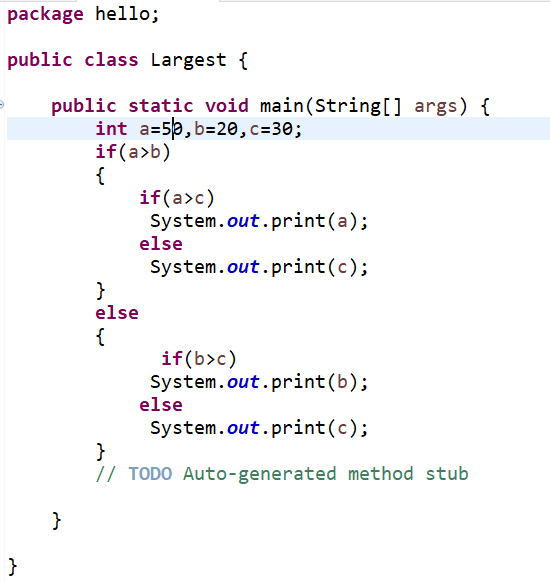 package hello;
public class Largest {
public static void main(String[] args) {
int a=50,b=20,c=30;
if(a>b)
{
if(a>c)
System.out.print(a);
else
System.out.print(c);
}
else
{
if(b>c)
System.out.print(b);
else
System.out.print(c);
}
// TODO Auto-generated method stub
}
}